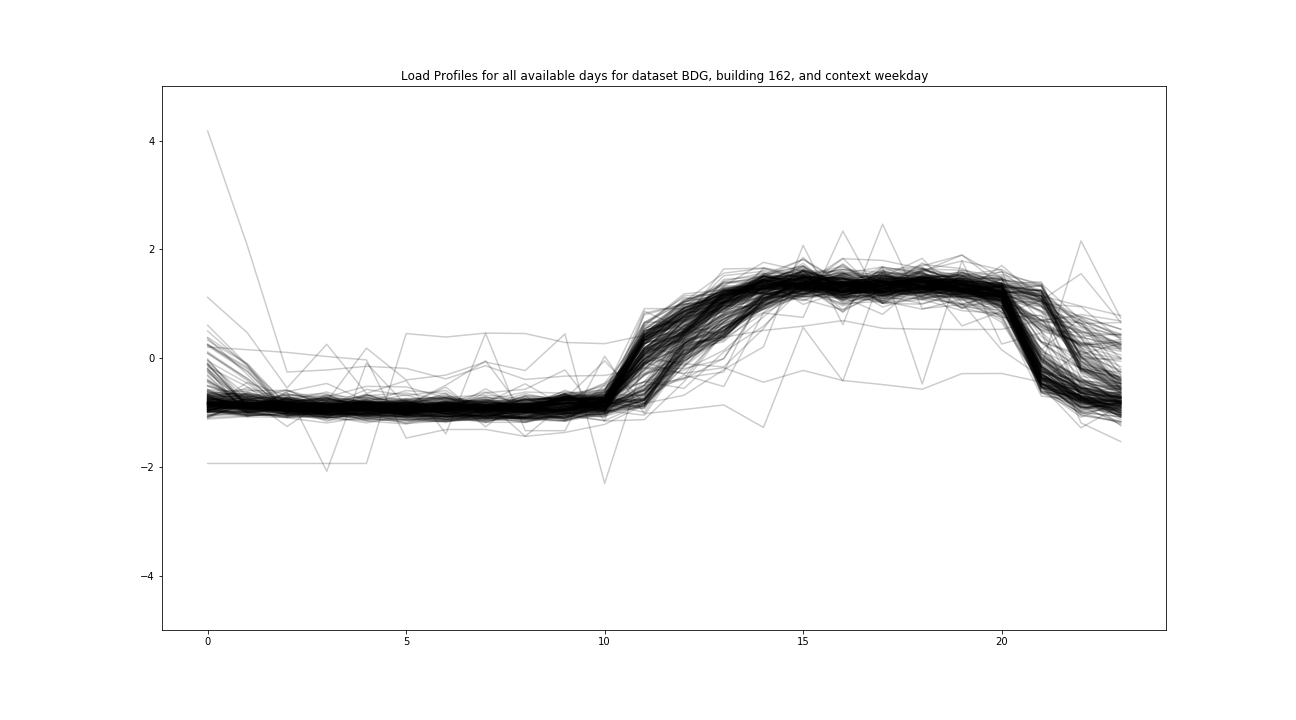 Load Profiles for all available days for dataset BDG, building 162, and context weekday
4
2
0
−2
−4
0 5 10 15 20